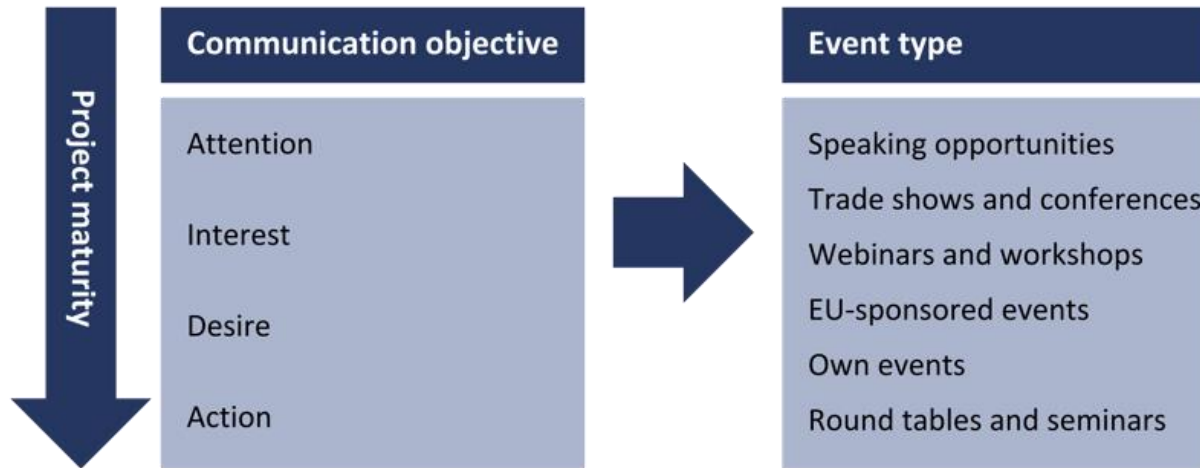 Project maturity
Communication objective
Attention
Interest
Desire
Action
Event type
Speaking opportunities
Trade shows and conferences
Webinars and workshops
EU-sponsored events
Own events
Round tables and seminars